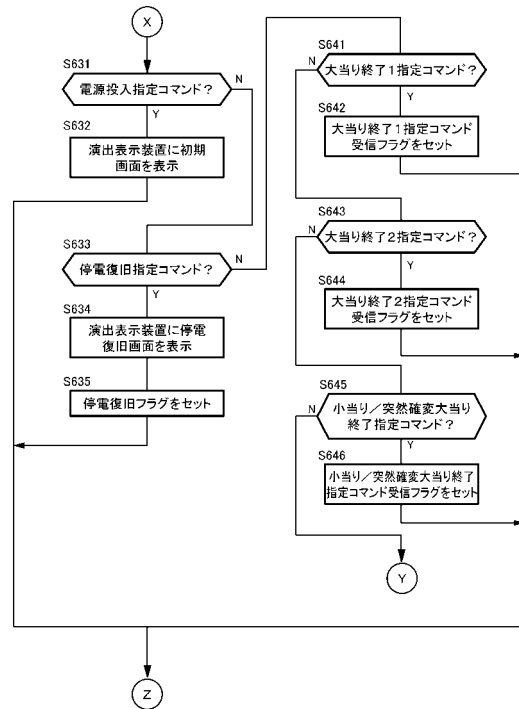 X
S631
電源投入指定コマンド?
N
Y
S632
演出表示装置に初期
画面を表示
S633
停電復旧指定コマンド?
N
Y
S634
演出表示装置に停電
復旧画面を表示
S635
停電復旧フラグをセット
S641
N
大当り終了1指定コマンド?
Y
S642
大当り終了1指定コマンド
受信フラグをセット
S643
N
大当り終了2指定コマンド?
Y
S644
大当り終了2指定コマンド
受信フラグをセット
S645
N
小当り/突然確変大当り
終了指定コマンド?
Y
S646
小当り/突然確変大当り終了
指定コマンド受信フラグをセット
Y
Z